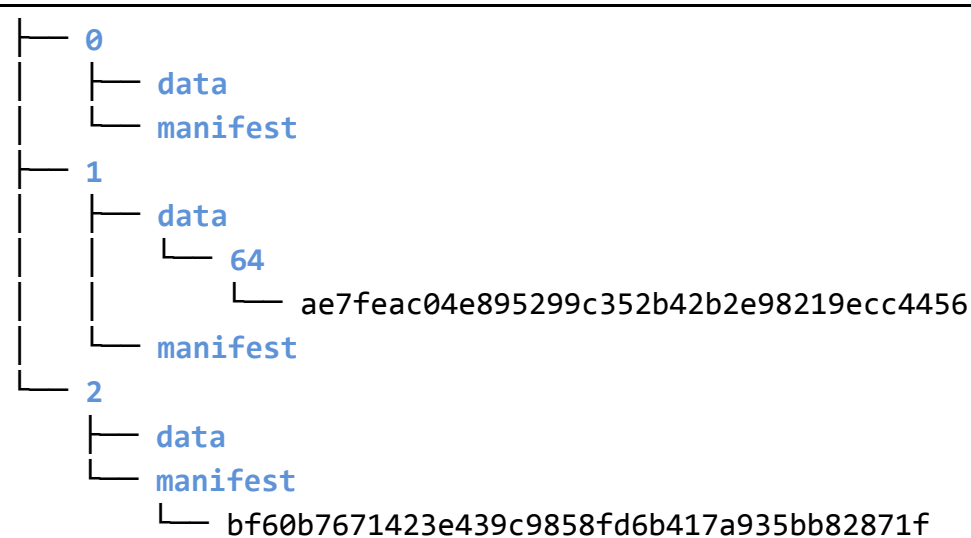 0
data
manifest
1
data
64
ae7feac04e895299c352b42b2e98219ecc4456
manifest
2
data
manifest
bf60b7671423e439c9858fd6b417a935bb82871f